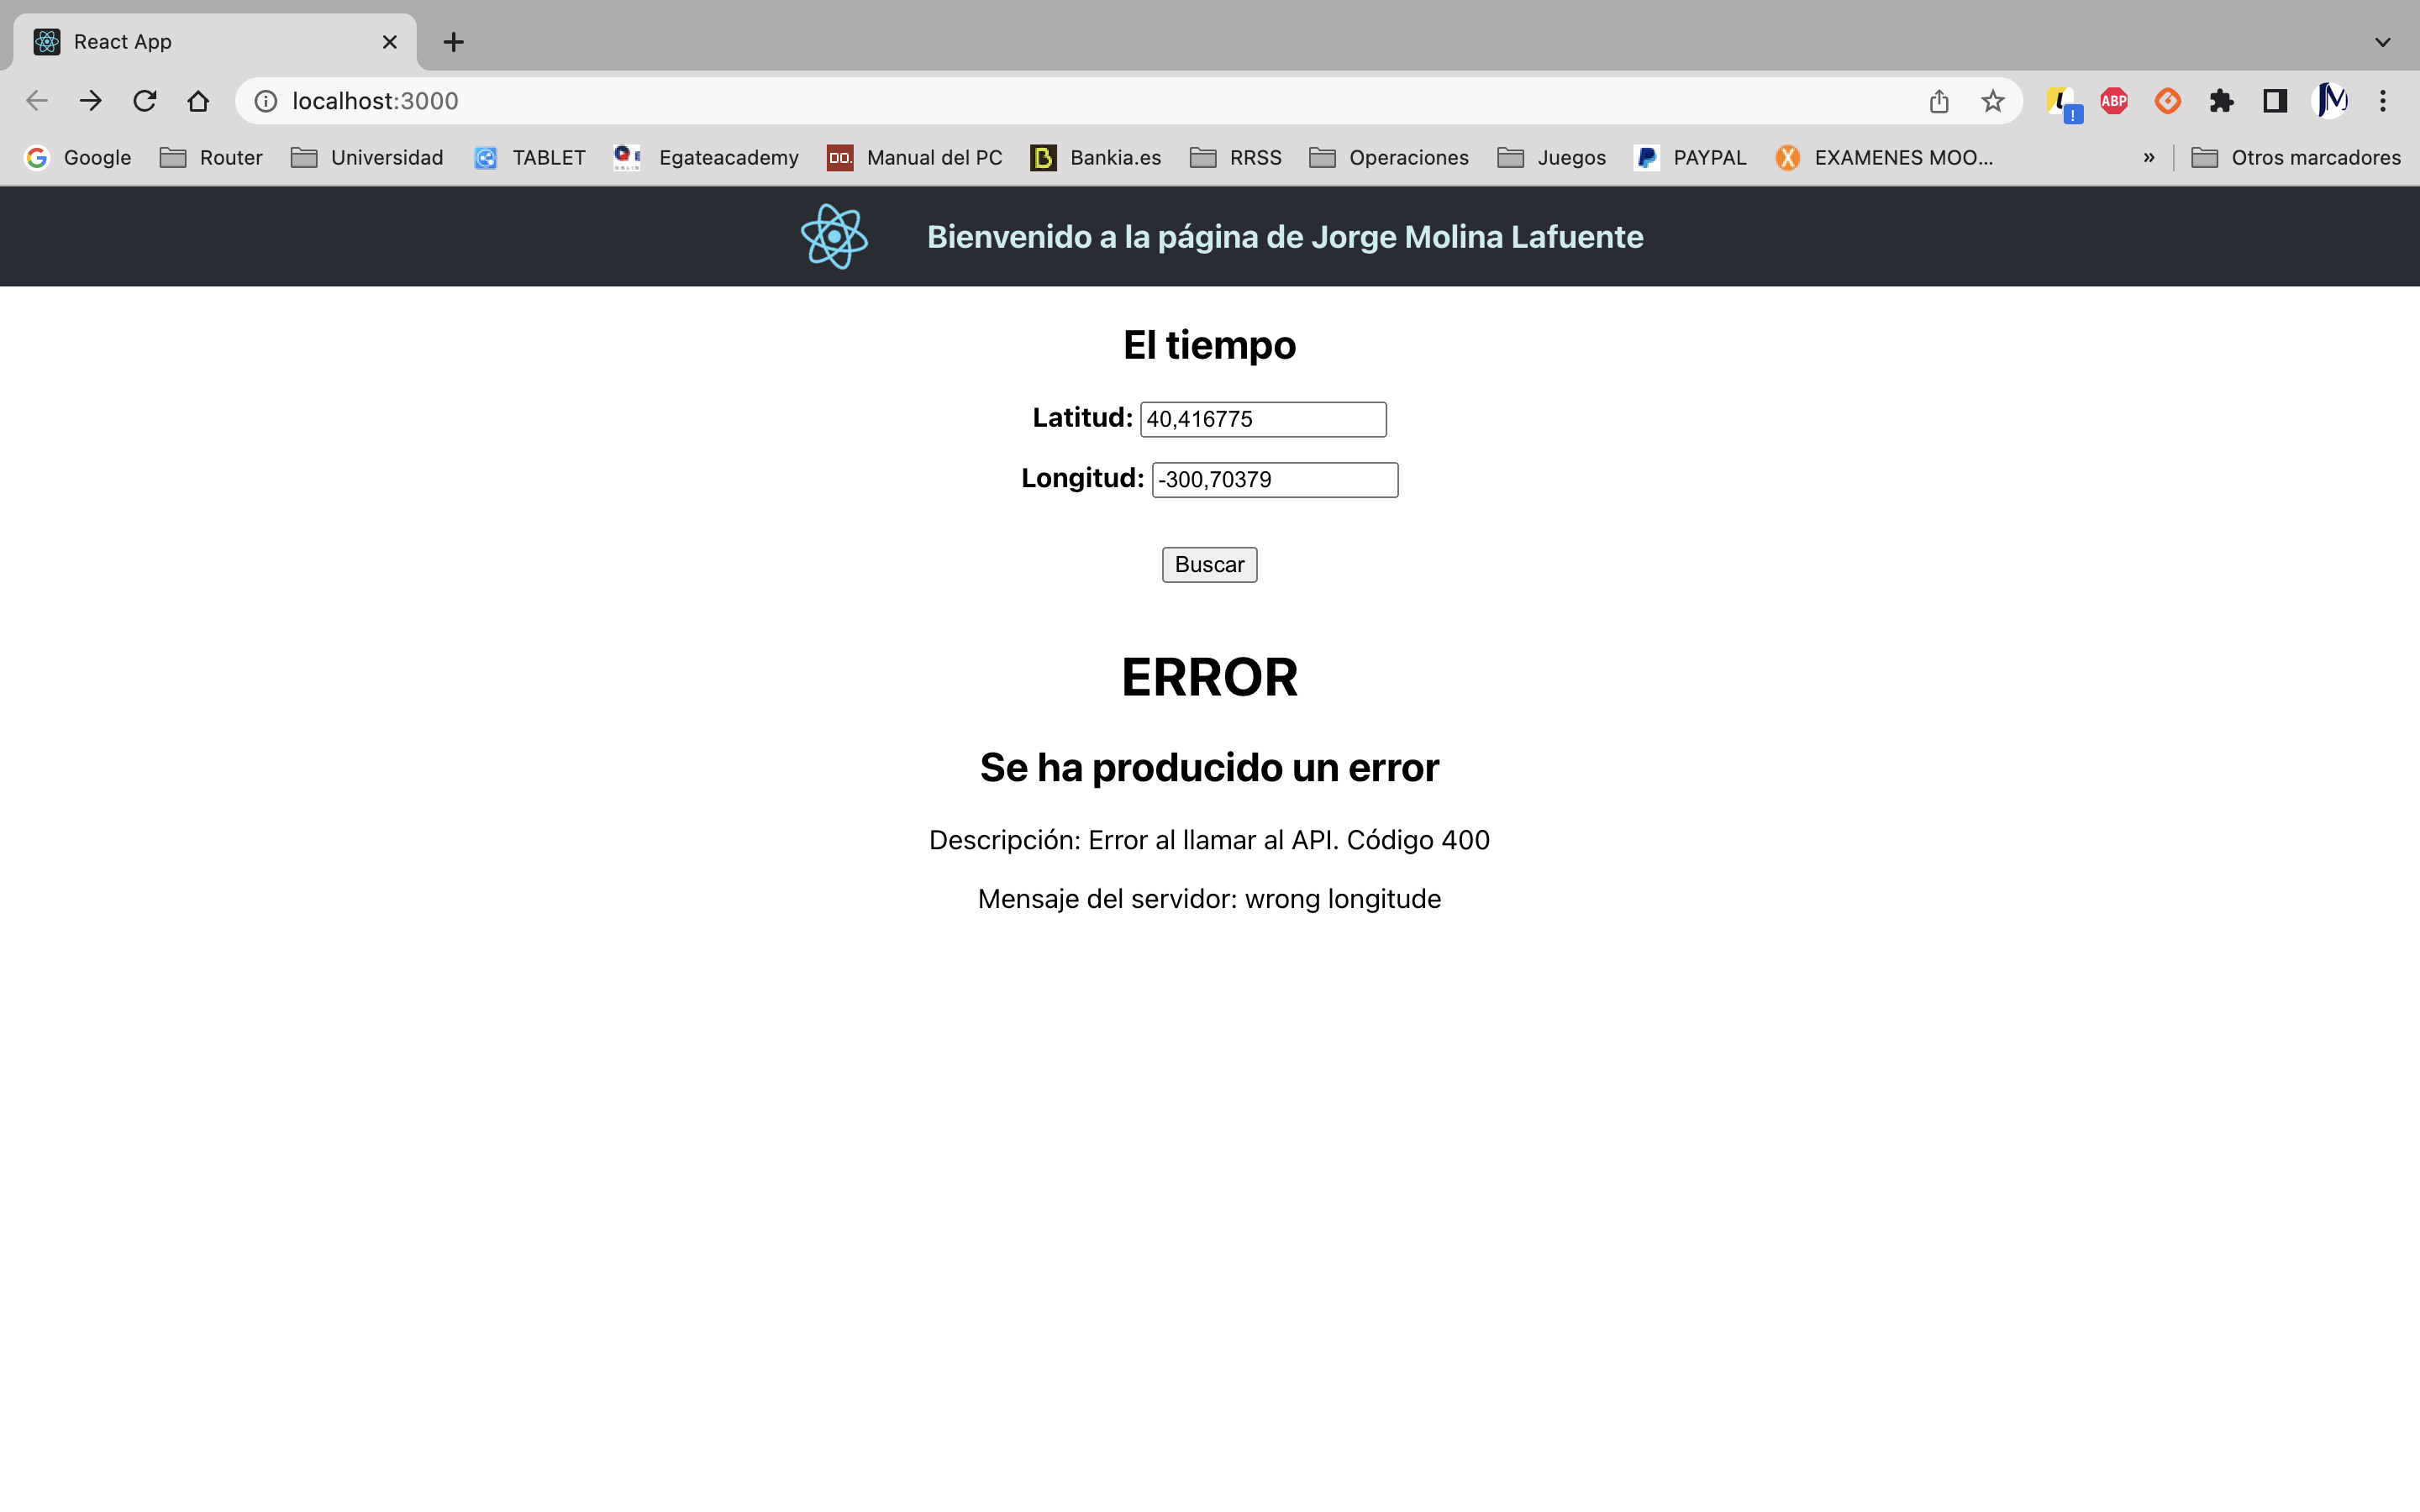 React App
localhost:3000
ABP
Google Router Universidad TABLET Egateacademy DO. Manual del PC Bankia.es RRSS Operaciones Juegos PAYPAL EXAMENES MOO... » Otros marcadores
Bienvenido a la página de Jorge Molina Lafuente
El tiempo
Latitud: 40,416775
Longitud: -300,70379
Buscar
ERROR
Se ha producido un error
Descripción: Error al llamar al API. Código 400
Mensaje del servidor: wrong longitude